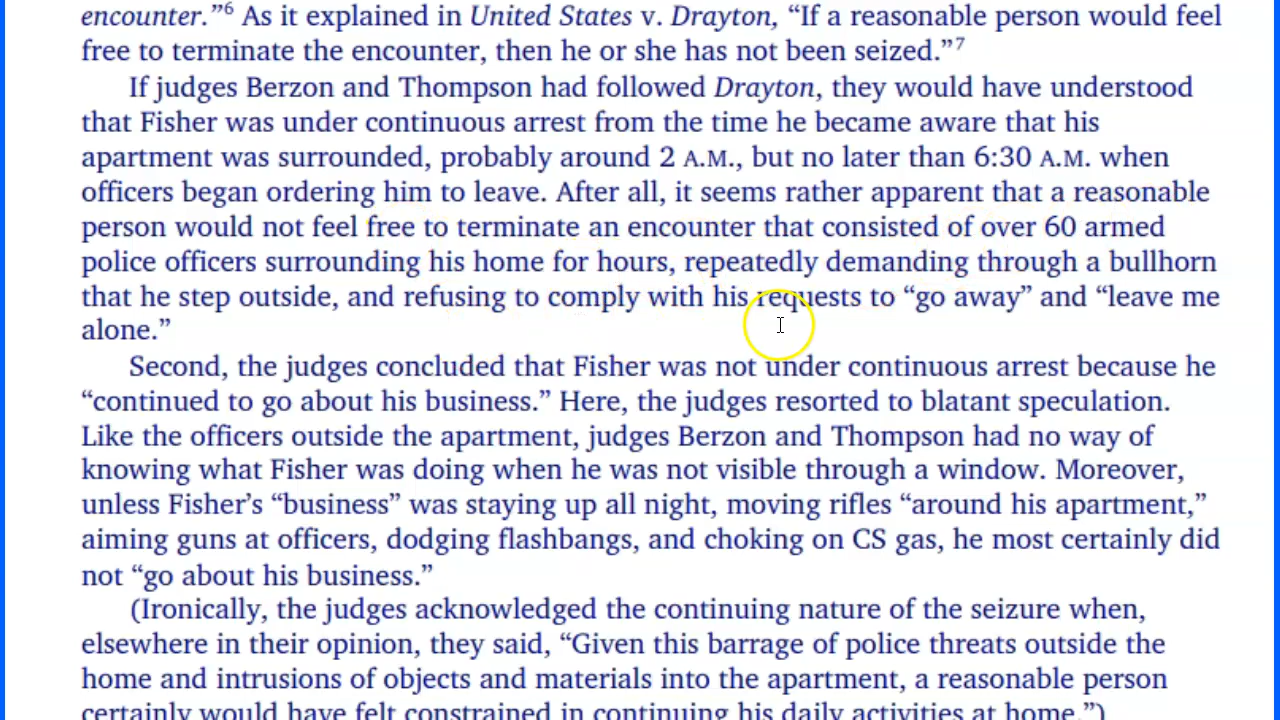 encounter.”⁶ As it explained in United States v. Drayton, “If a reasonable person would feel
free to terminate the encounter, then he or she has not been seized.”⁷
If judges Berzon and Thompson had followed Drayton, they would have understood
that Fisher was under continuous arrest from the time he became aware that his
apartment was surrounded, probably around 2 A.M., but no later than 6:30 A.M. when
officers began ordering him to leave. After all, it seems rather apparent that a reasonable
person would not feel free to terminate an encounter that consisted of over 60 armed
police officers surrounding his home for hours, repeatedly demanding through a bullhorn
that he step outside, and refusing to comply with his requests to “go away” and “leave me
alone.”
Second, the judges concluded that Fisher was not under continuous arrest because he
“continued to go about his business.” Here, the judges resorted to blatant speculation.
Like the officers outside the apartment, judges Berzon and Thompson had no way of
knowing what Fisher was doing when he was not visible through a window. Moreover,
unless Fisher’s “business” was staying up all night, moving rifles “around his apartment,”
aiming guns at officers, dodging flashbangs, and choking on CS gas, he most certainly did
not “go about his business.”
(Ironically, the judges acknowledged the continuing nature of the seizure when,
elsewhere in their opinion, they said, “Given this barrage of police threats outside the
home and intrusions of objects and materials into the apartment, a reasonable person
certainly would have felt constrained in continuing his daily activities at home.”)